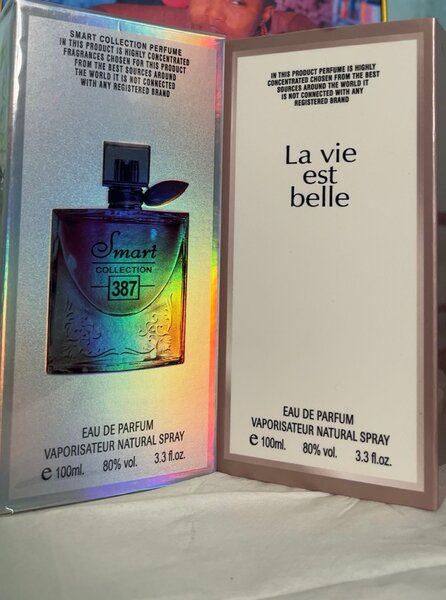 SMART COLLECTION PERFUME
IN THIS PRODUCT IS HIGHLY CONCENTRATED
FRAGRANCES CHOSEN FOR THIS PRODUCT
FROM THE BEST SOURCES AROUND
THE WORLD IT IS NOT CONNECTED
WITH ANY REGISTERED BRAND
Smart
COLLECTION
387
EAU DE PARFUM
VAPORISATEUR NATURAL SPRAY
e 100ml. 80% vol. 3.3 fl.oz.
IN THIS PRODUCT PERFUME IS HIGHLY
CONCENTRATED CHOSEN FROM THE BEST
SOURCES AROUND THE WORLD IT
IS NOT CONNECTED WITH ANY
REGISTERED BRAND
La vie
est
belle
EAU DE PARFUM
VAPORISATEUR NATURAL SPRAY
e 100ml. 80% vol. 3.3 fl.oz.